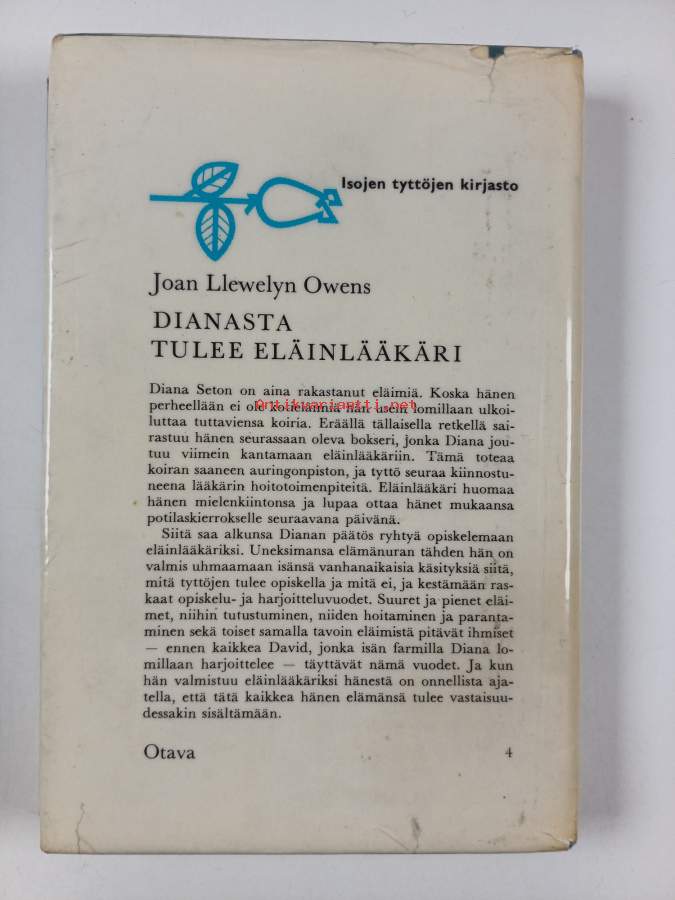 Isojen tyttöjen kirjasto
Joan Llewelyn Owens
DIANASTA
TULEE ELÄINLÄÄKÄRI
Diana Seton on aina rakastanut eläimiä. Koska hänen
perheellään ei ole kotieläimiä hän usein lomillaan ulkoi-
Antikvariaatti.net
luttaa tuttaviensa koiria. Eräällä tällaisella retkellä sai-
rastuu hänen seurassaan oleva bokseri, jonka Diana jou-
tuu viimein kantamaan eläinlääkäriin. Tämä toteaa
koiran saaneen auringonpiston, ja tyttö seuraa kiinnostu-
neena lääkärin hoitotoimenpiteitä. Eläinlääkäri huomaa
hänen mielenkiintonsa ja lupaa ottaa hänet mukaansa
potilaskierrokselle seuraavana päivänä.
Siitä saa alkunsa Dianan päätös ryhtyä opiskelemaan
eläinlääkäriksi. Uneksimansa elämänuran tähden hän on
valmis uhmaamaan isänsä vanhanaikaisia käsityksiä siitä,
mitä tyttöjen tulee opiskella ja mitä ei, ja kestämään ras-
kaat opiskelu- ja harjoitteluvuodet. Suuret ja pienet eläi-
met, niihin tutustuminen, niiden hoitaminen ja paranta-
minen sekä toiset samalla tavoin eläimistä pitävät ihmiset
— ennen kaikkea David, jonka isän farmilla Diana lo-
millaan harjoittelee — täyttävät nämä vuodet. Ja kun
hän valmistuu eläinlääkäriksi hänestä on onnellista aja-
tella, että tätä kaikkea hänen elämänsä tulee vastaisuu-
dessakin sisältämään.
Otava 4